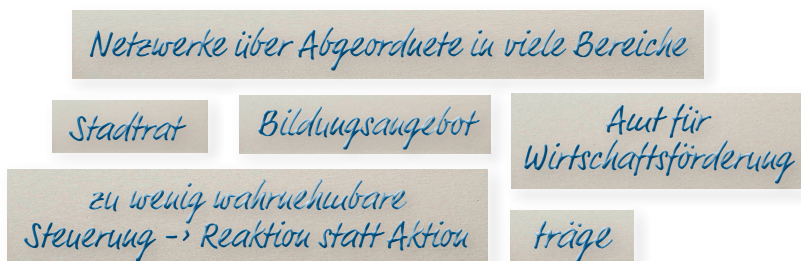 Netzwerke über Abgeordnete in viele Bereiche
Stadtrat
Bildungsangebot
Amt für
Wirtschaftsförderung
zu wenig wahrnehmbare
Steuerung -> Reaktion statt Aktion
träge